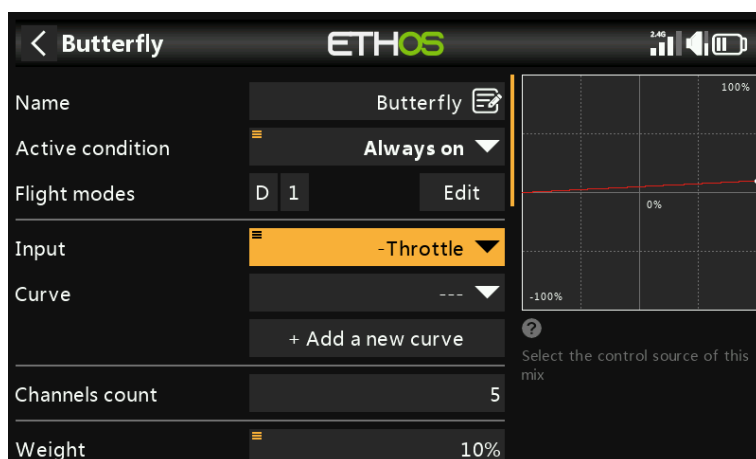 Butterfly ETHOS 2.4G
Name Butterfly
Active condition Always on
Flight modes D 1 Edit
Input -Throttle
Curve ---
+ Add a new curve
Channels count 5
Weight 10%
100%
0%
-100%
?
Select the control source of this
mix